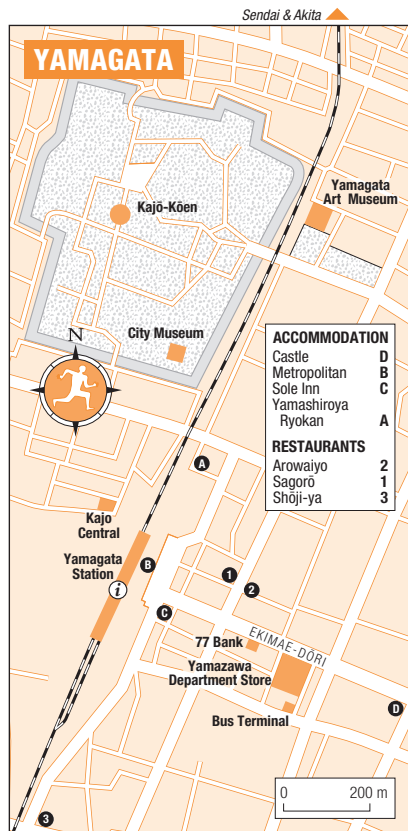 Sendai & Akita
YAMAGATA
Yamagata
Art Museum
Kajō-Kōen
City Museum
N
ACCOMMODATION
Castle D
Metropolitan B
Sole Inn C
Yamashiroya
Ryokan A
RESTAURANTS
Arowaiyo 2
Sagorō 1
Shōji-ya 3
A
Kajo
Central
Yamagata
Station
i
B
1
2
C
EKIMAE-DŌRI
77 Bank
Yamazawa
Department Store
Bus Terminal
D
3
0 200 m